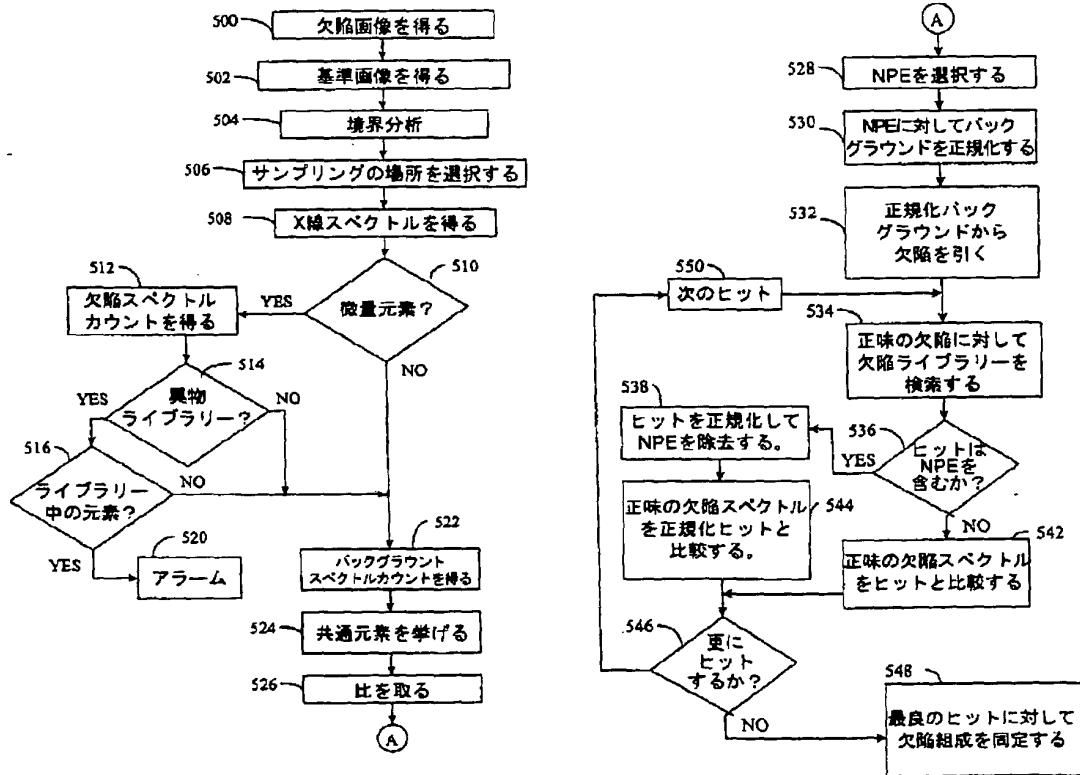 500
欠陥画像を得る
502
基準画像を得る
504
境界分析
506
サンプリングの場所を選択する
508
X線スペクトルを得る
510
微量元素?
YES
NO
512
欠陥スペクトル
カウントを得る
514
異物
ライブラリー?
YES
NO
516
ライブラリー
中の元素?
NO
YES
520
アラーム
522
バックグラウント
スペクトルカウントを得る
524
共通元素を挙げる
526
比を取る
A
A
528
NPEを選択する
530
NPEに対してバック
グラウンドを正規化する
532
正規化バック
グラウンドから
欠陥を引く
550
次のヒット
534
正味の欠陥に対して
欠陥ライブラリーを
検索する
536
ヒットは
NPEを
含むか?
YES
NO
538
ヒットを正規化して
NPEを除去する。
544
正味の欠陥スペクトル
を正規化ヒットと
比較する。
542
正味の欠陥スペクトル
をヒットと比較する
546
更に
ヒット
するか?
NO
548
最良のヒットに対して
欠陥組成を同定する